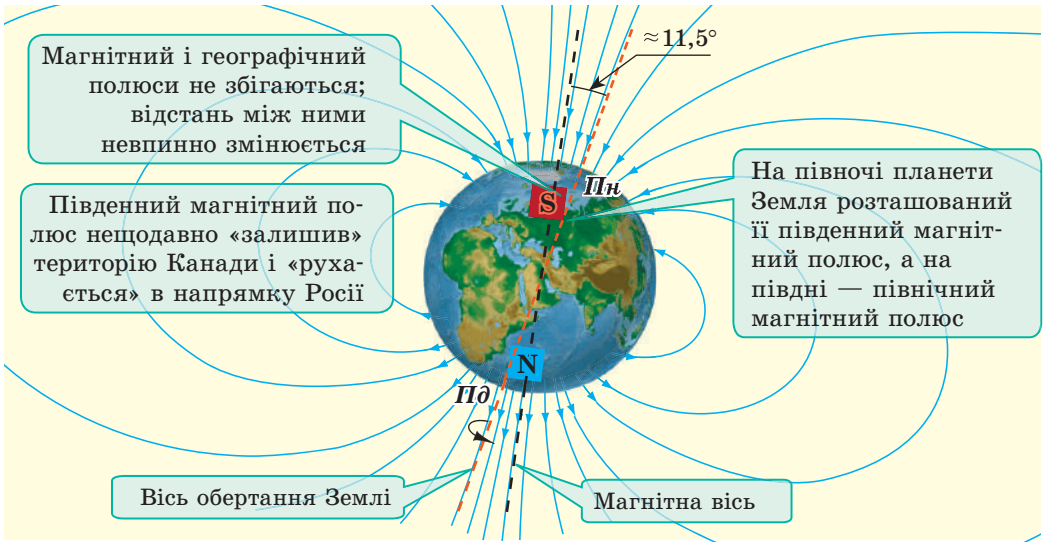 ≈ 11,5°
Магнітний і географічний
полюси не збігаються;
відстань між ними
невпинно змінюється
Південний магнітний по-
люс нещодавно «залишив»
територію Канади і «руха-
ється» в напрямку Росії
S
Пн
На півночі планети
Земля розташований
її південний магніт-
ний полюс, а на
півдні — північний
магнітний полюс
N
Пд
Вісь обертання Землі
Магнітна вісь